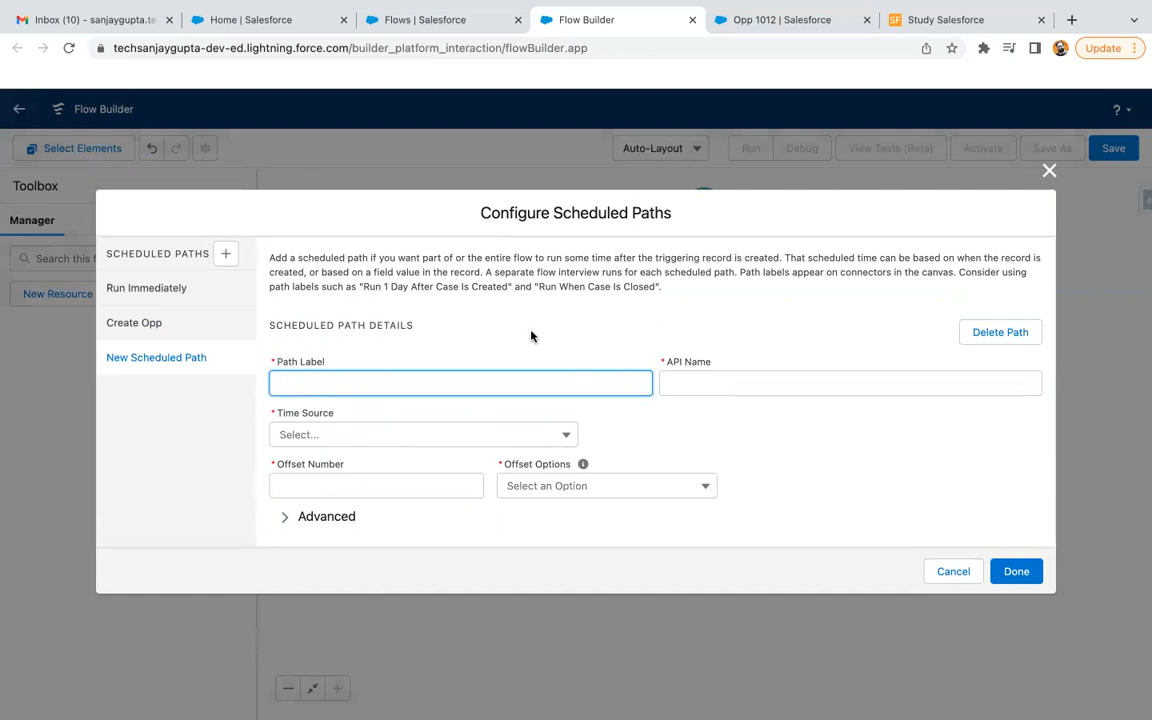 Inbox (10) - sanjaygupta.te
Home | Salesforce
Flows | Salesforce
Flow Builder
Opp 1012 | Salesforce
SF Study Salesforce
techsanjaygupta-dev-ed.lightning.force.com/builder_platform_interaction/flowBuilder.app
Update
Flow Builder
?
Select Elements
Auto-Layout
Run
Debug
View Tests (Beta)
Activate
Save As
Save
Toolbox
Manager
Search this f
New Resource
Configure Scheduled Paths
SCHEDULED PATHS
Run Immediately
Create Opp
New Scheduled Path
Add a scheduled path if you want part of or the entire flow to run some time after the triggering record is created. That scheduled time can be based on when the record is
created, or based on a field value in the record. A separate flow interview runs for each scheduled path. Path labels appear on connectors in the canvas. Consider using
path labels such as "Run 1 Day After Case Is Created" and "Run When Case Is Closed".
SCHEDULED PATH DETAILS
Delete Path
* Path Label
* API Name
* Time Source
Select...
* Offset Number
* Offset Options
Select an Option
Advanced
Cancel
Done